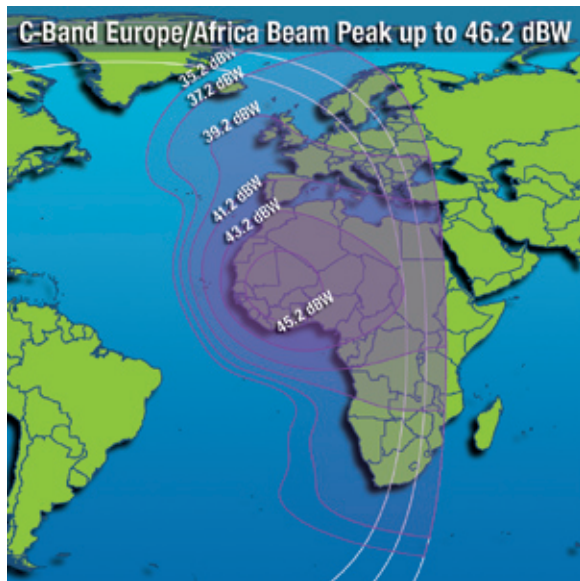 C-Band Europe/Africa Beam Peak up to 46.2 dBW
35.2 dBW
37.2 dBW
39.2 dBW
41.2 dBW
43.2 dBW
45.2 dBW